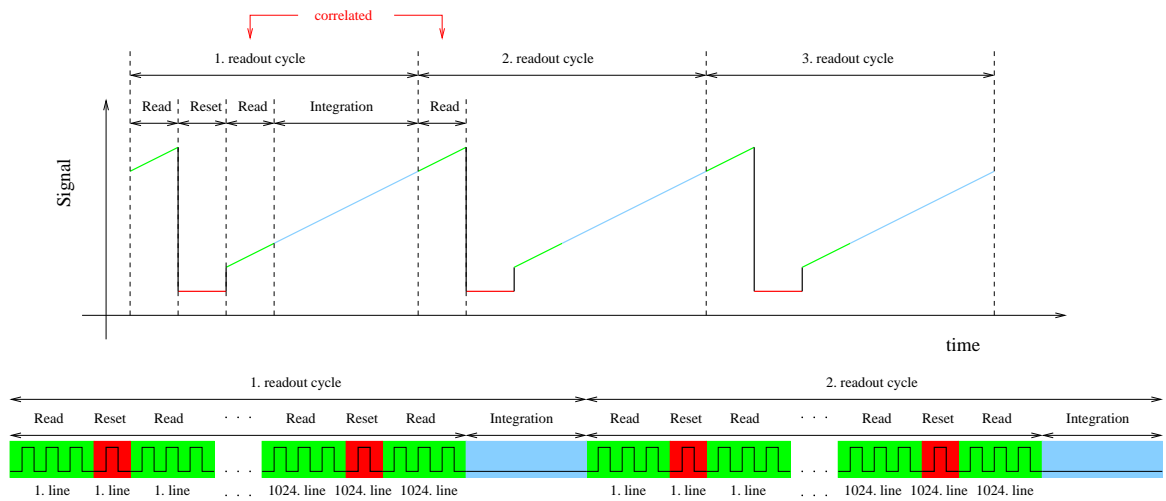 correlated
1. readout cycle 2. readout cycle 3. readout cycle
Read Reset Read Integration Read
Signal
time
1. readout cycle 2. readout cycle
Read Reset Read . . . Read Reset Read Integration Read Reset Read . . . Read Reset Read Integration
. . . . . .
1. line 1. line 1. line . . . 1024. line 1024. line 1024. line 1. line 1. line 1. line . . . 1024. line 1024. line 1024. line